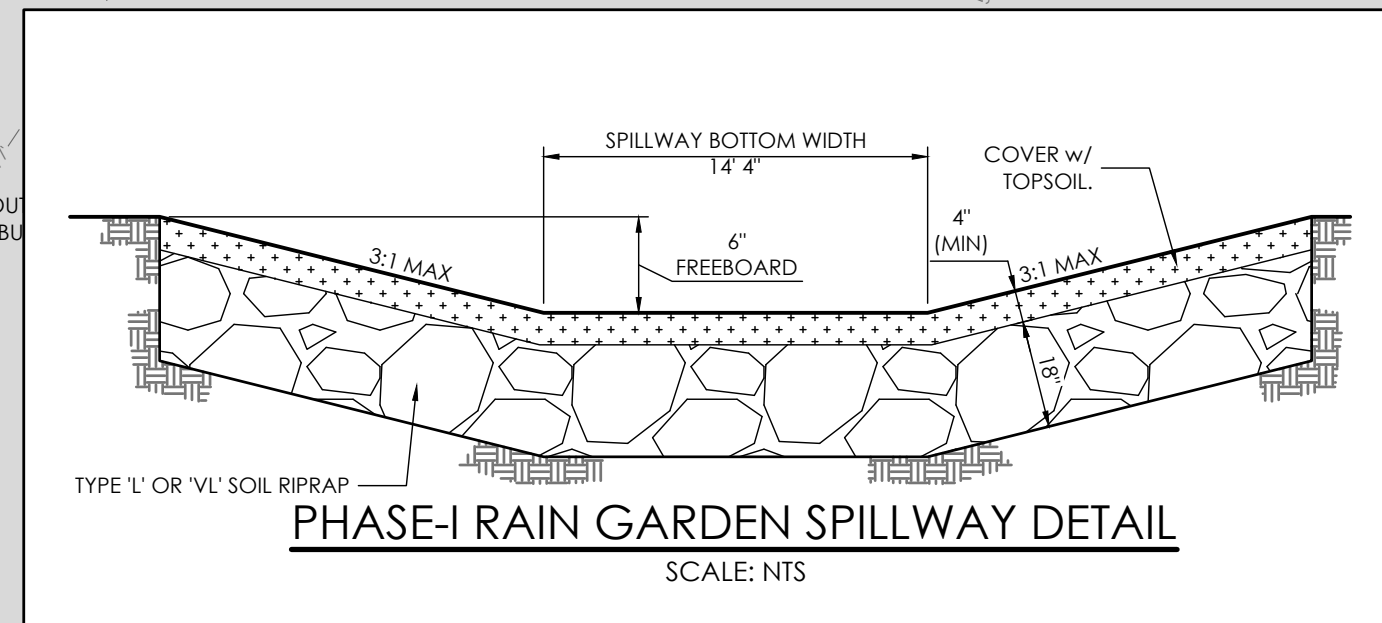 SPILLWAY BOTTOM WIDTH
14' 4"
COVER w/
TOPSOIL.
4"
(MIN)
6"
FREEBOARD
3:1 MAX
3:1 MAX
18"
TYPE 'L' OR 'VL' SOIL RIPRAP
PHASE-I RAIN GARDEN SPILLWAY DETAIL
SCALE: NTS